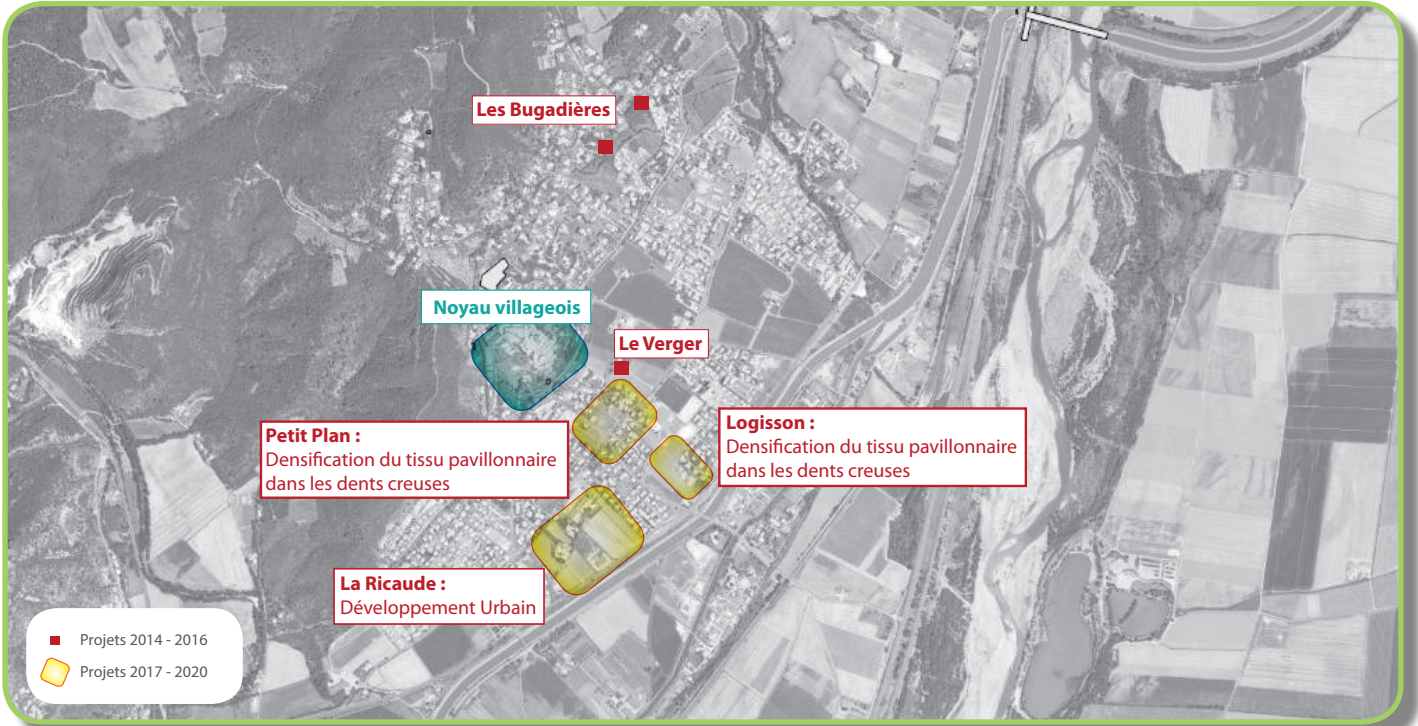 Les Bugadières
Noyau villageois
Le Verger
Petit Plan :
Densification du tissu pavillonnaire
dans les dents creuses
Logisson :
Densification du tissu pavillonnaire
dans les dents creuses
La Ricaude :
Développement Urbain
Projets 2014 - 2016
Projets 2017 - 2020